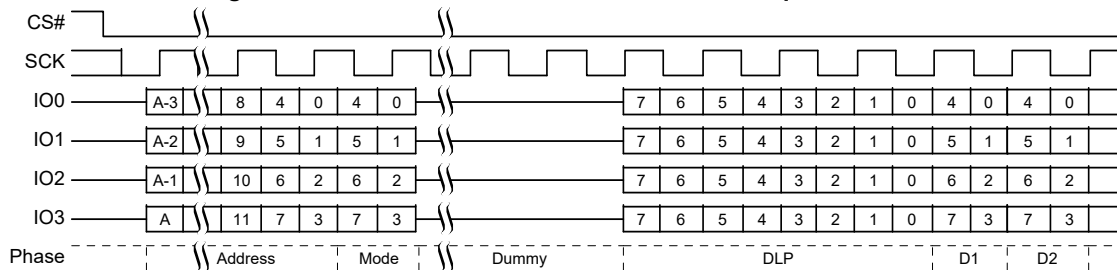 CS#
SCK
IO0 A-3 8 4 0 4 0 7 6 5 4 3 2 1 0 4 0 4 0
IO1 A-2 9 5 1 5 1 7 6 5 4 3 2 1 0 5 1 5 1
IO2 A-1 10 6 2 6 2 7 6 5 4 3 2 1 0 6 2 6 2
IO3 A 11 7 3 7 3 7 6 5 4 3 2 1 0 7 3 7 3
Phase Address Mode Dummy DLP D1 D2